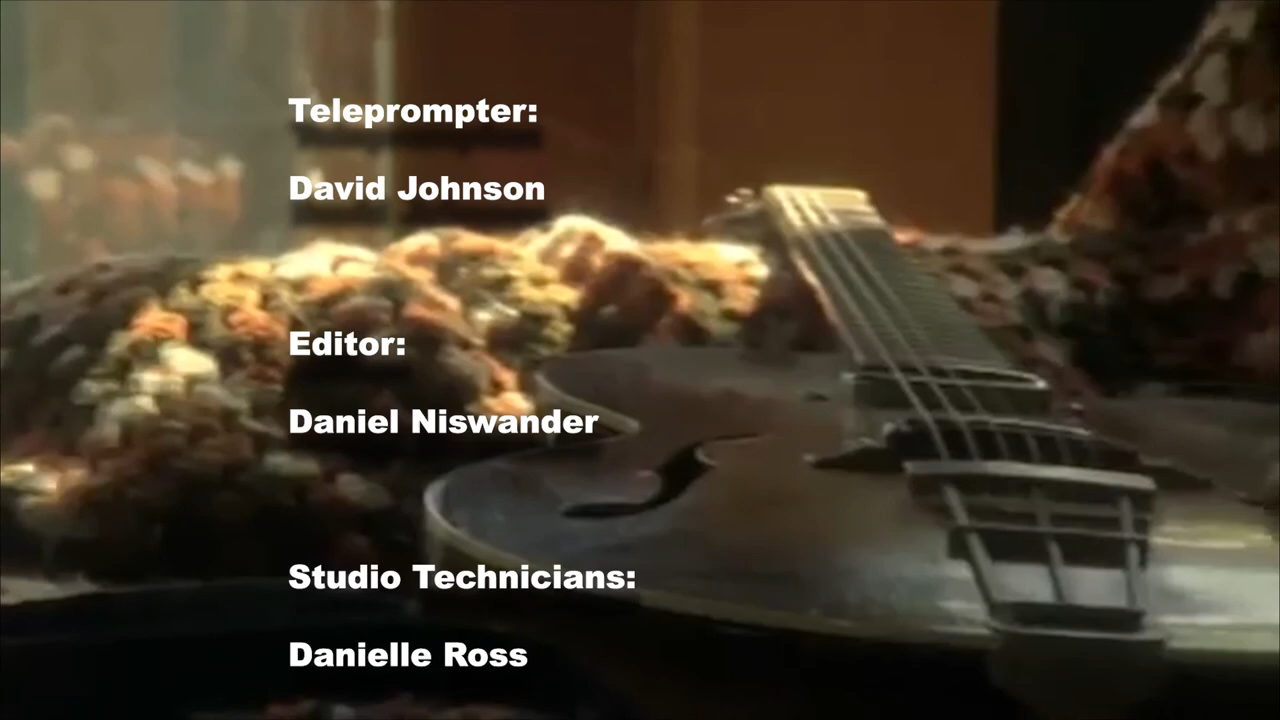 Teleprompter:
David Johnson
Editor:
Daniel Niswander
Studio Technicians:
Danielle Ross